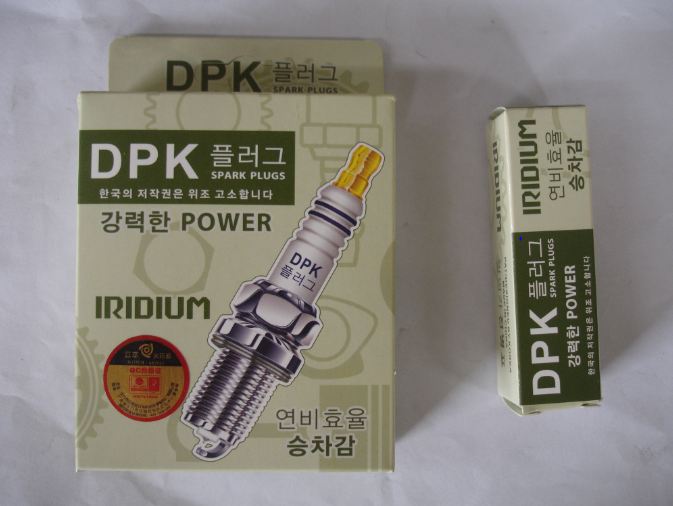 DPK 플러그
SPARK PLUGS
DPK 플러그
SPARK PLUGS
한국의 저작권은 위조 고소합니다
강력한 POWER
DPK
플러그
IRIDIUM
연비효율
승차감
IRIDIUM
연비효율
승차감
DPK 플러그
SPARK PLUGS
강력한 POWER
한국의 저작권은 위조 고소합니다
IRIDIUM